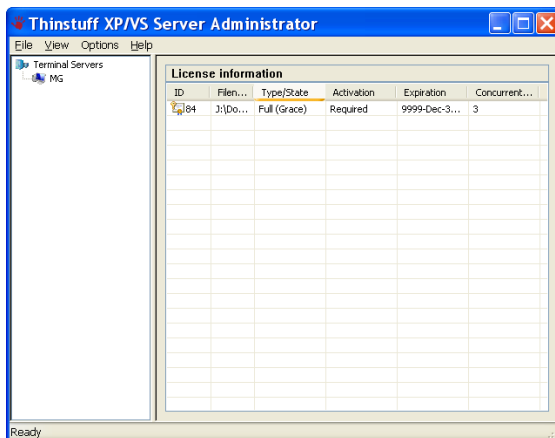 Thinstuff XP/VS Server Administrator
File View Options Help
Terminal Servers
MG
License information
ID Filen... Type/State Activation Expiration Concurrent...
84 J:\Do... Full (Grace) Required 9999-Dec-3... 3
Ready